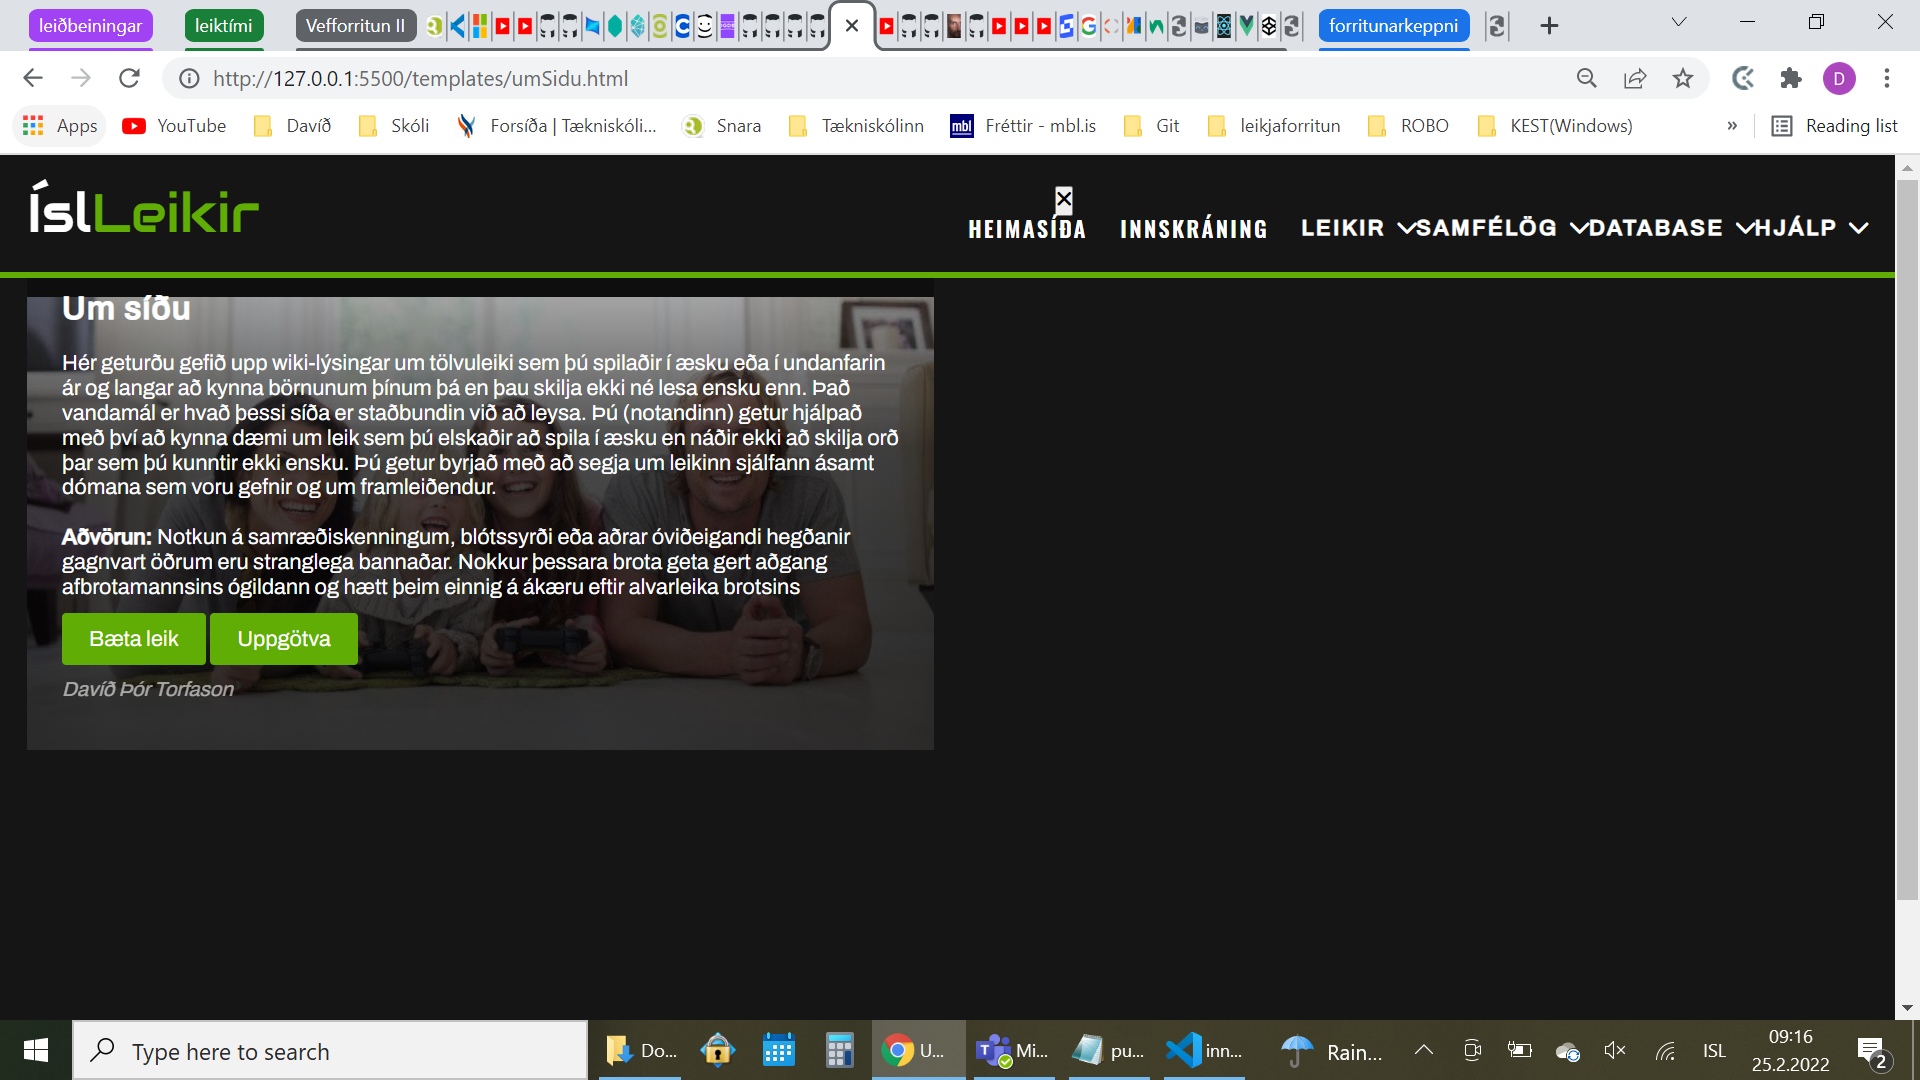 leiðbeiningar
leiktími
Vefforritun II
forritunarkeppni
http://127.0.0.1:5500/templates/umSidu.html
D
Apps
YouTube
Davíð
Skóli
Forsíða | Tækniskóli...
Snara
Tækniskólinn
mbl
Fréttir - mbl.is
Git
leikjaforritun
ROBO
KEST(Windows)
»
Reading list
ÍslLeikir
HEIMASÍÐA
INNSKRÁNING
LEIKIR
SAMFÉLÖG
DATABASE
HJÁLP
Um síðu
Hér geturðu gefið upp wiki-lýsingar um tölvuleiki sem þú spilaðir í æsku eða í undanfarin
ár og langar að kynna börnunum þínum þá en þau skilja ekki né lesa ensku enn. Það
vandamál er hvað þessi síða er staðbundin við að leysa. Þú (notandinn) getur hjálpað
með því að kynna dæmi um leik sem þú elskaðir að spila í æsku en náðir ekki að skilja orð
þar sem þú kunntir ekki ensku. Þú getur byrjað með að segja um leikinn sjálfann ásamt
dómana sem voru gefnir og um framleiðendur.
Aðvörun: Notkun á samræðiskenningum, blótssyrði eða aðrar óviðeigandi hegðanir
gagnvart öðrum eru stranglega bannaðar. Nokkur þessara brota geta gert aðgang
afbrotamannsins ógildann og hætt þeim einnig á ákæru eftir alvarleika brotsins
Bæta leik
Uppgötva
Davíð Þór Torfason
Type here to search
Do...
U...
Mi...
pu...
inn...
Rain...
ISL
09:16
25.2.2022
2